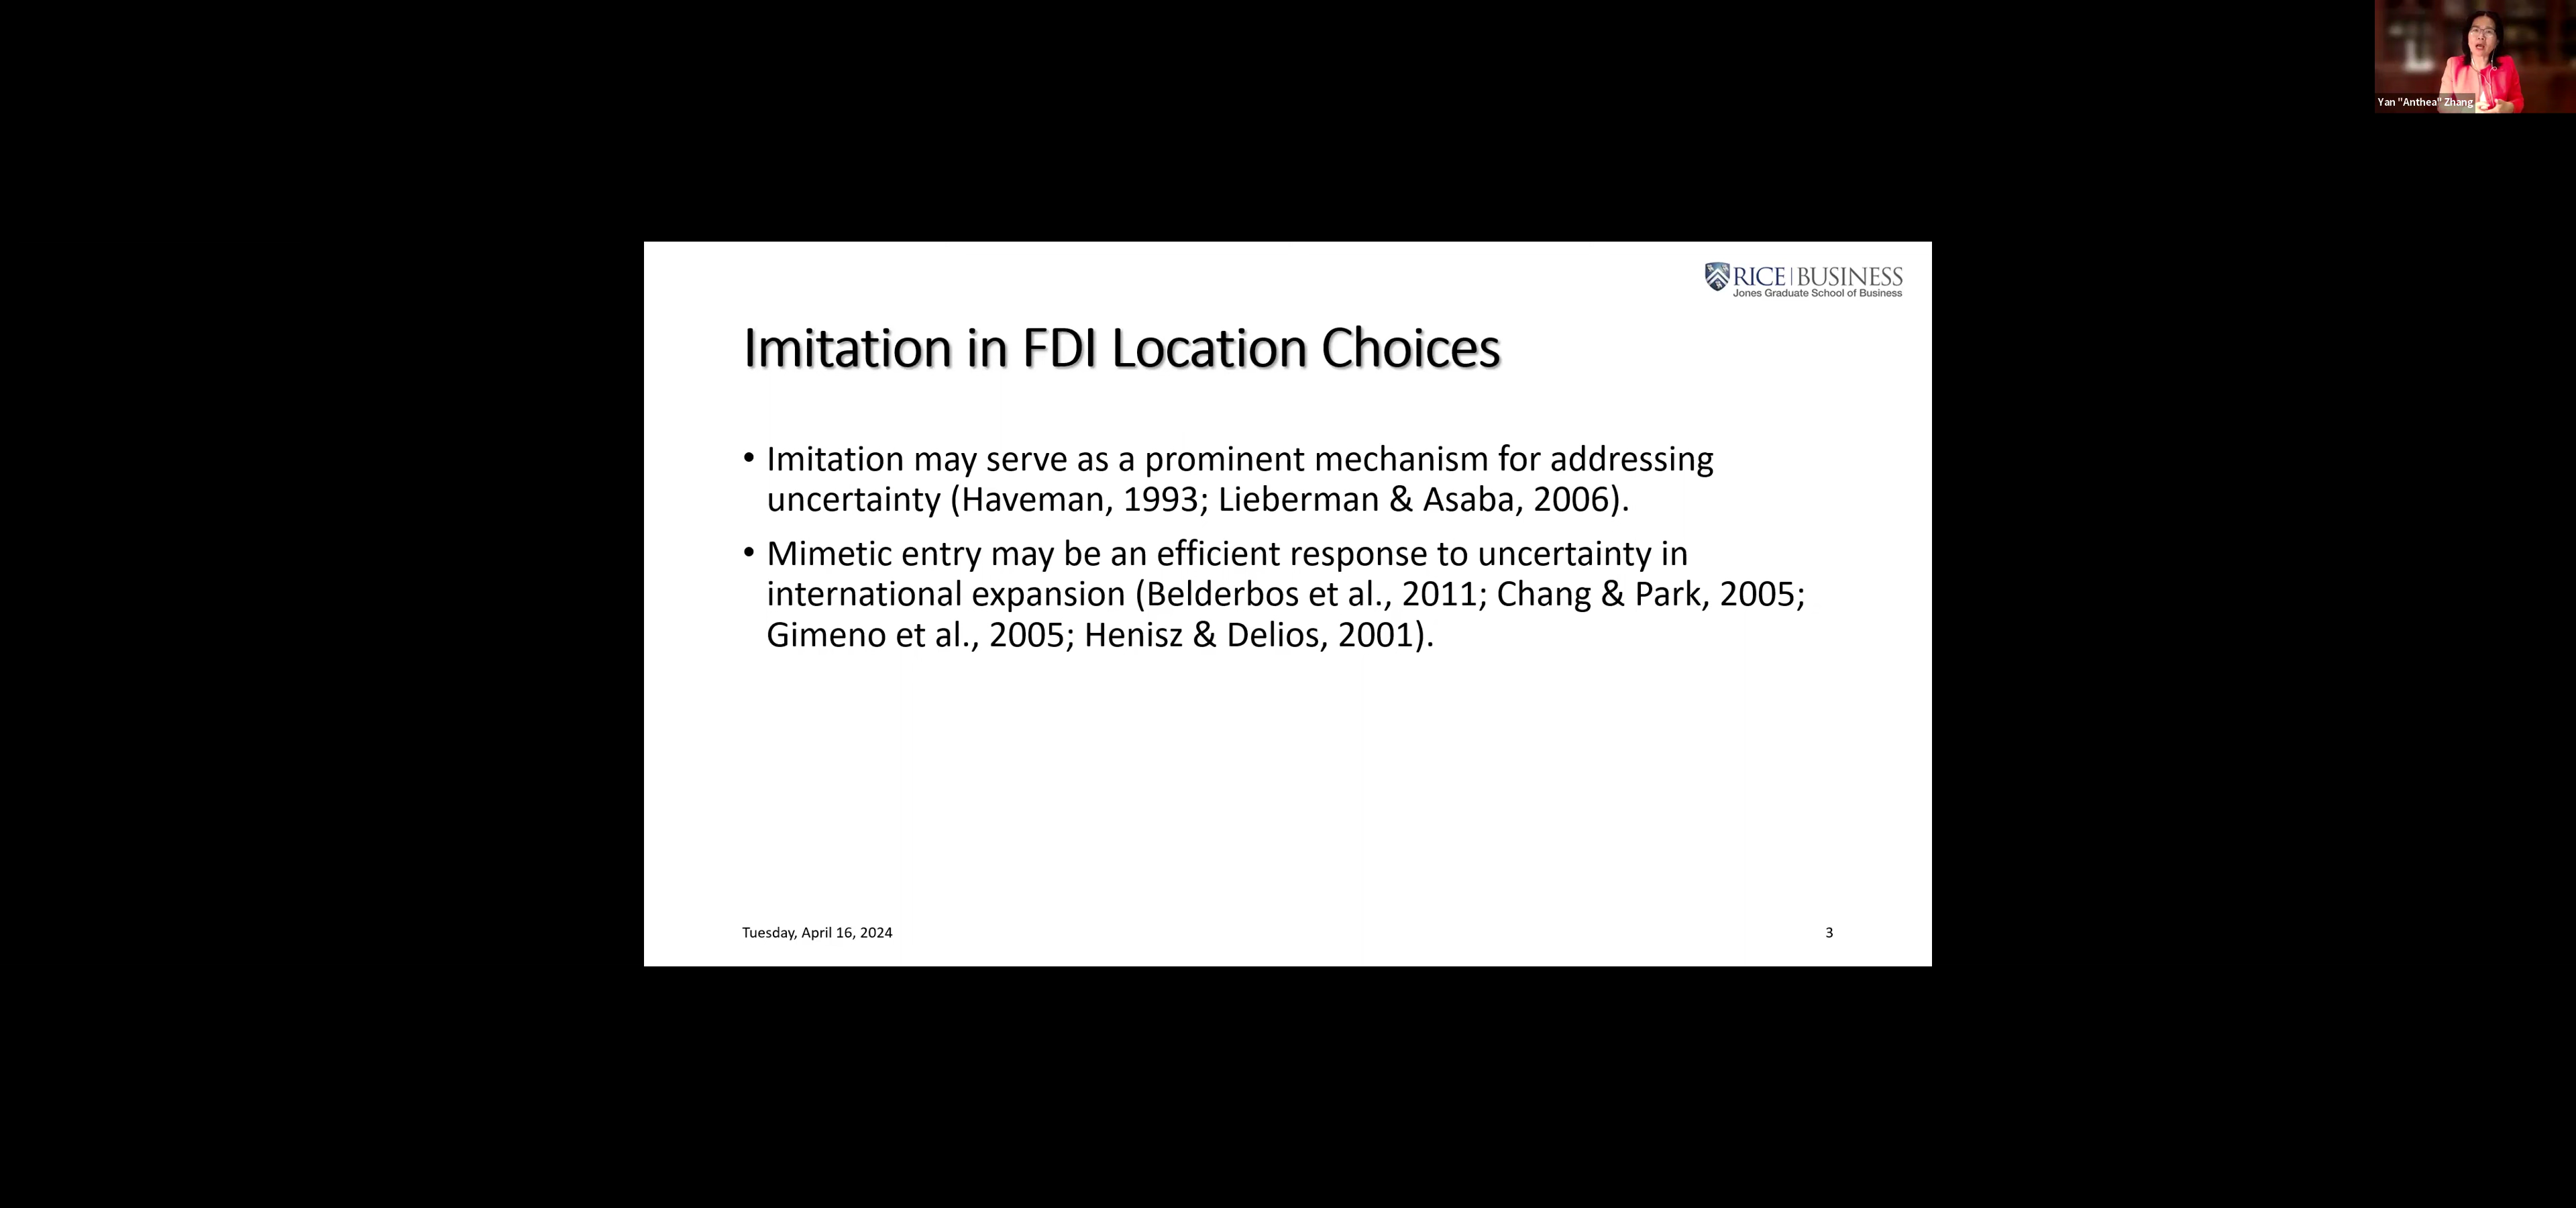 Yan "Anthea" Zhang
RICE | BUSINESS
Jones Graduate School of Business
Imitation in FDI Location Choices
• Imitation may serve as a prominent mechanism for addressing
uncertainty (Haveman, 1993; Lieberman & Asaba, 2006).
• Mimetic entry may be an efficient response to uncertainty in
international expansion (Belderbos et al., 2011; Chang & Park, 2005;
Gimeno et al., 2005; Henisz & Delios, 2001).
Tuesday, April 16, 2024
3